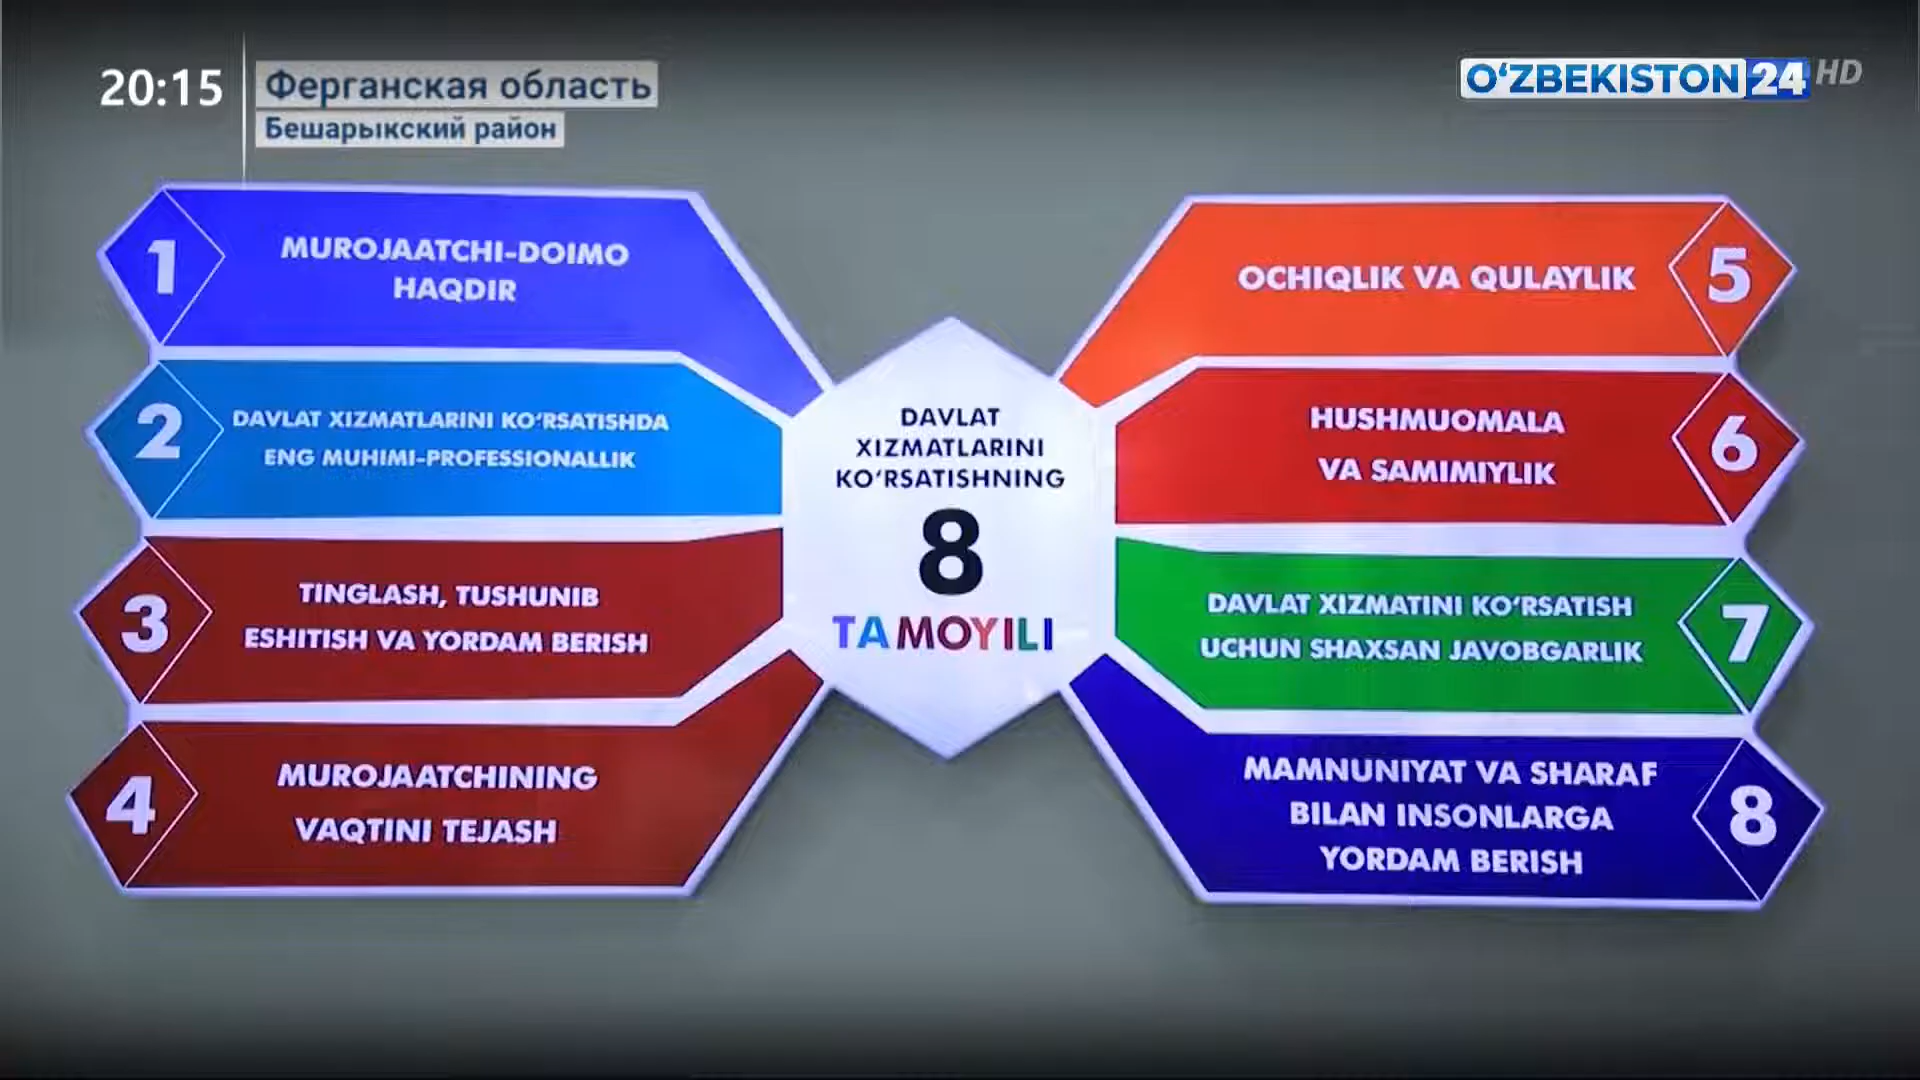 20:15
Ферганская область
Бешарыкский район
O‘ZBEKISTON 24 HD
1
MUROJAATCHI-DOIMO
HAQDIR
2
DAVLAT XIZMATLARINI KO‘RSATISHDA
ENG MUHIMI-PROFESSIONALLIK
3
TINGLASH, TUSHUNIB
ESHITISH VA YORDAM BERISH
4
MUROJAATCHINING
VAQTINI TEJASH
DAVLAT
XIZMATLARINI
KO‘RSATISHNING
8
TAMOYILI
5
OCHIQLIK VA QULAYLIK
6
HUSHMUOMALA
VA SAMIMIYLIK
7
DAVLAT XIZMATINI KO‘RSATISH
UCHUN SHAXSAN JAVOBGARLIK
8
MAMNUNIYAT VA SHARAF
BILAN INSONLARGA
YORDAM BERISH